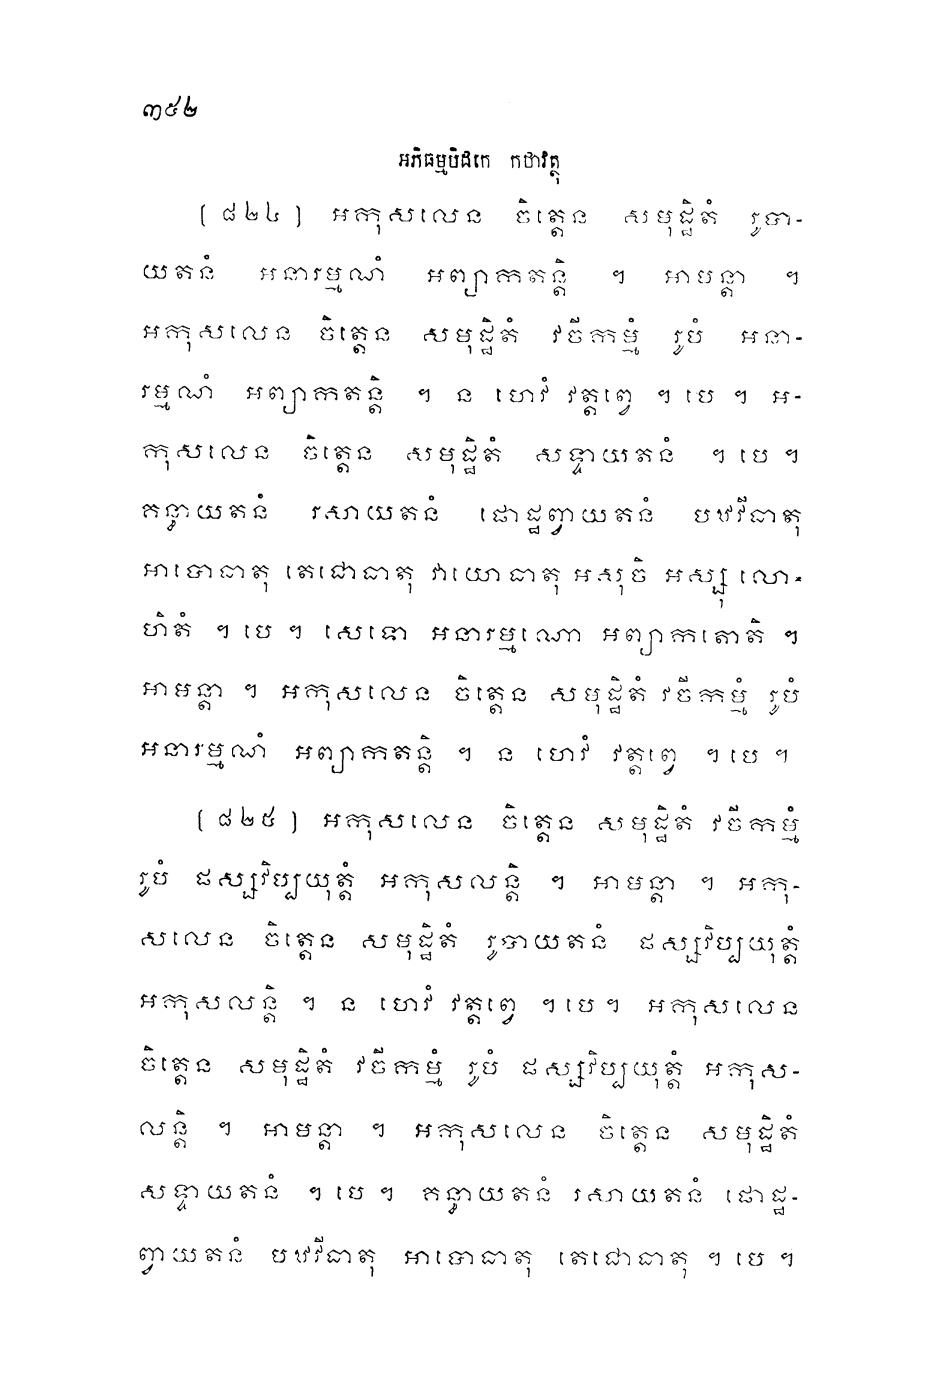 ៣៥២
អភិធម្មបិដកេ កថាវត្ថុ
(៨២៤) អកុសលេន ចិត្តេន សមុដ្ឋិតំ រូបា-
យតនំ អនារម្មណំ អព្យាកតន្តិ ។ អាមន្តា ។
អកុសលេន ចិត្តេន សមុដ្ឋិតំ វចីកម្មំ រូបំ អនា-
រម្មណំ អព្យាកតន្តិ ។ ន ហេវំ វត្តព្វេ ។ បេ ។ អ-
កុសលេន ចិត្តេន សមុដ្ឋិតំ សទ្ទាយតនំ ។ បេ ។
គន្ធាយតនំ រសាយតនំ ផោដ្ឋព្វាយតនំ បឋវីធាតុ
អាបោធាតុ តេជោធាតុ វាយោធាតុ អសុចិ អស្សុ លោ-
ហិតំ ។ បេ ។ សេទោ អនារម្មណោ អព្យាកតោតិ ។
អាមន្តា ។ អកុសលេន ចិត្តេន សមុដ្ឋិតំ វចីកម្មំ រូបំ
អនារម្មណំ អព្យាកតន្តិ ។ ន ហេវំ វត្តព្វេ ។ បេ ។
(៨២៥) អកុសលេន ចិត្តេន សមុដ្ឋិតំ វចីកម្មំ
រូបំ ផស្សវិប្បយុត្តំ អកុសលន្តិ ។ អាមន្តា ។ អកុ-
សលេន ចិត្តេន សមុដ្ឋិតំ រូបាយតនំ ផស្សវិប្បយុត្តំ
អកុសលន្តិ ។ ន ហេវំ វត្តព្វេ ។ បេ ។ អកុសលេន
ចិត្តេន សមុដ្ឋិតំ វចីកម្មំ រូបំ ផស្សវិប្បយុត្តំ អកុស-
លន្តិ ។ អាមន្តា ។ អកុសលេន ចិត្តេន សមុដ្ឋិតំ
សទ្ទាយតនំ ។ បេ ។ គន្ធាយតនំ រសាយតនំ ផោដ្ឋ-
ព្វាយតនំ បឋវីធាតុ អាបោធាតុ តេជោធាតុ ។ បេ ។